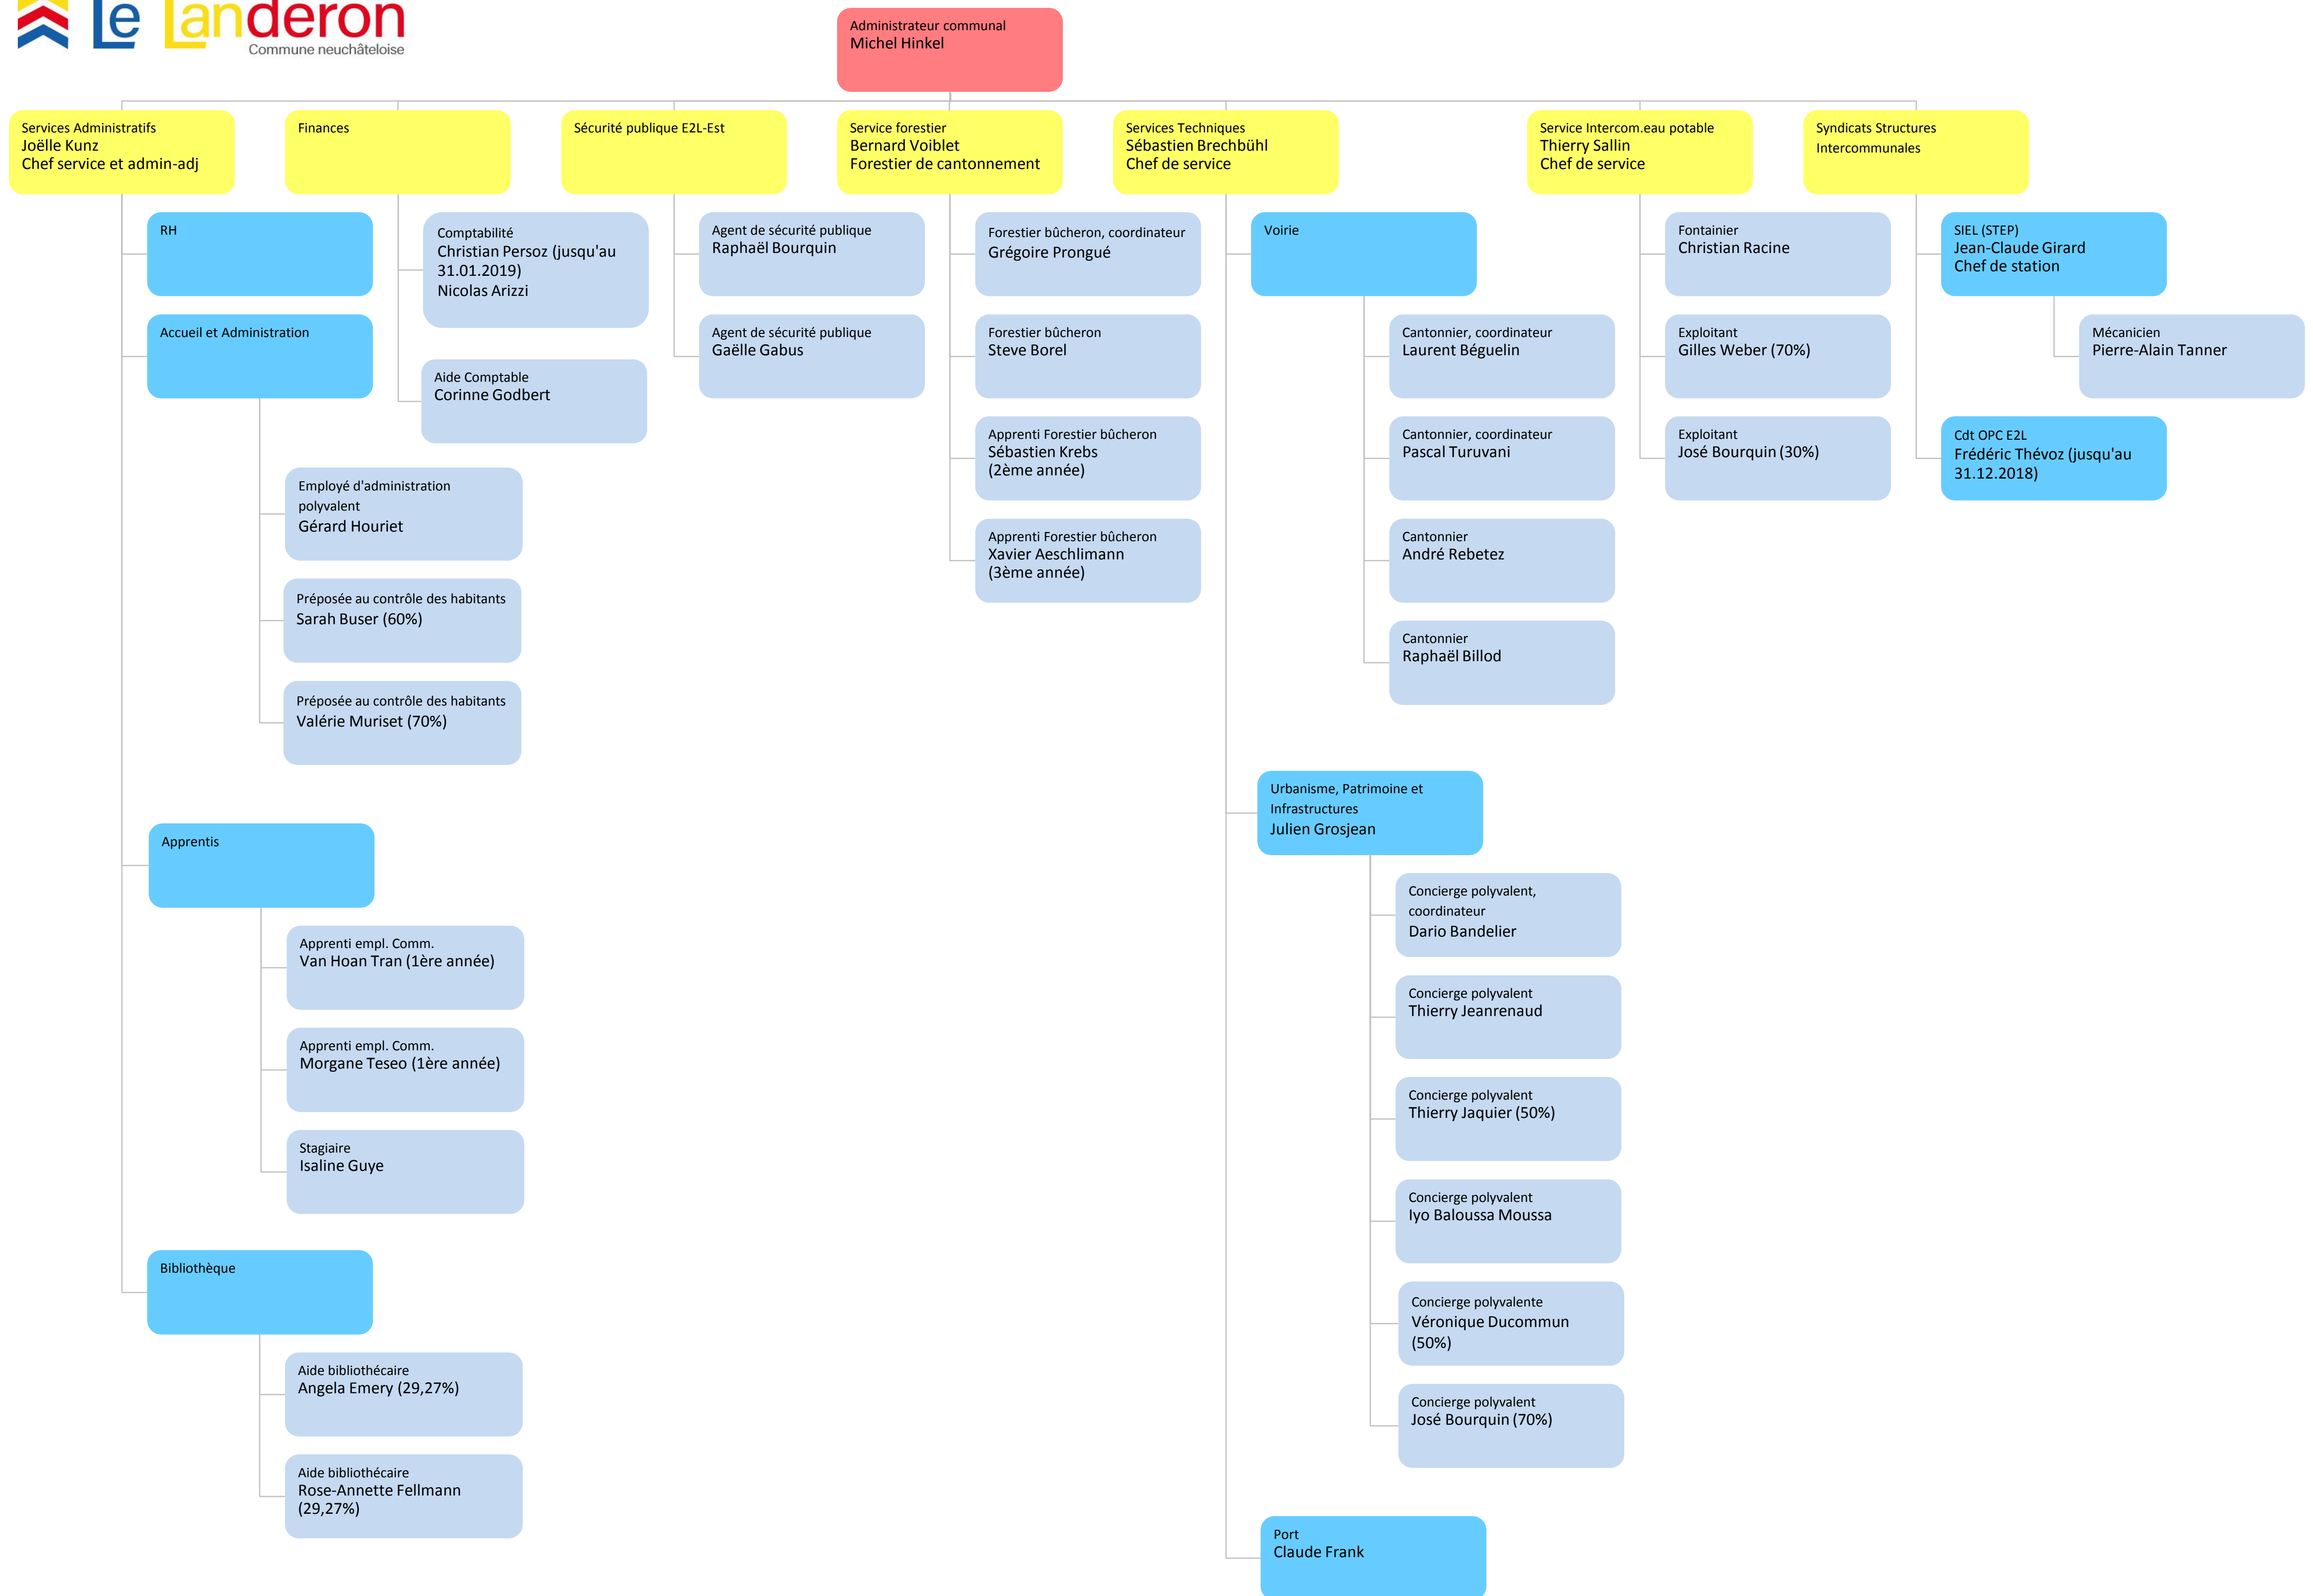 Le Landeron
Commune neuchâteloise
Administrateur communal
Michel Hinkel
Services Administratifs
Joëlle Kunz
Chef service et admin-adj
Finances
Sécurité publique E2L-Est
Service forestier
Bernard Voiblet
Forestier de cantonnement
Services Techniques
Sébastien Brechbühl
Chef de service
Service Intercom.eau potable
Thierry Sallin
Chef de service
Syndicats Structures
Intercommunales
RH
Accueil et Administration
Employé d'administration
polyvalent
Gérard Houriet
Préposée au contrôle des habitants
Sarah Buser (60%)
Préposée au contrôle des habitants
Valérie Muriset (70%)
Apprentis
Apprenti empl. Comm.
Van Hoan Tran (1ère année)
Apprenti empl. Comm.
Morgane Teseo (1ère année)
Stagiaire
Isaline Guye
Bibliothèque
Aide bibliothécaire
Angela Emery (29,27%)
Aide bibliothécaire
Rose-Annette Fellmann
(29,27%)
Comptabilité
Christian Persoz (jusqu'au
31.01.2019)
Nicolas Arizzi
Aide Comptable
Corinne Godbert
Agent de sécurité publique
Raphaël Bourquin
Agent de sécurité publique
Gaëlle Gabus
Forestier bûcheron, coordinateur
Grégoire Prongué
Forestier bûcheron
Steve Borel
Apprenti Forestier bûcheron
Sébastien Krebs
(2ème année)
Apprenti Forestier bûcheron
Xavier Aeschlimann
(3ème année)
Voirie
Cantonnier, coordinateur
Laurent Béguelin
Cantonnier, coordinateur
Pascal Turuvani
Cantonnier
André Rebetez
Cantonnier
Raphaël Billod
Urbanisme, Patrimoine et
Infrastructures
Julien Grosjean
Concierge polyvalent,
coordinateur
Dario Bandelier
Concierge polyvalent
Thierry Jeanrenaud
Concierge polyvalent
Thierry Jaquier (50%)
Concierge polyvalent
Iyo Baloussa Moussa
Concierge polyvalente
Véronique Ducommun
(50%)
Concierge polyvalent
José Bourquin (70%)
Port
Claude Frank
Fontainier
Christian Racine
Exploitant
Gilles Weber (70%)
Exploitant
José Bourquin (30%)
SIEL (STEP)
Jean-Claude Girard
Chef de station
Mécanicien
Pierre-Alain Tanner
Cdt OPC E2L
Frédéric Thévoz (jusqu'au
31.12.2018)